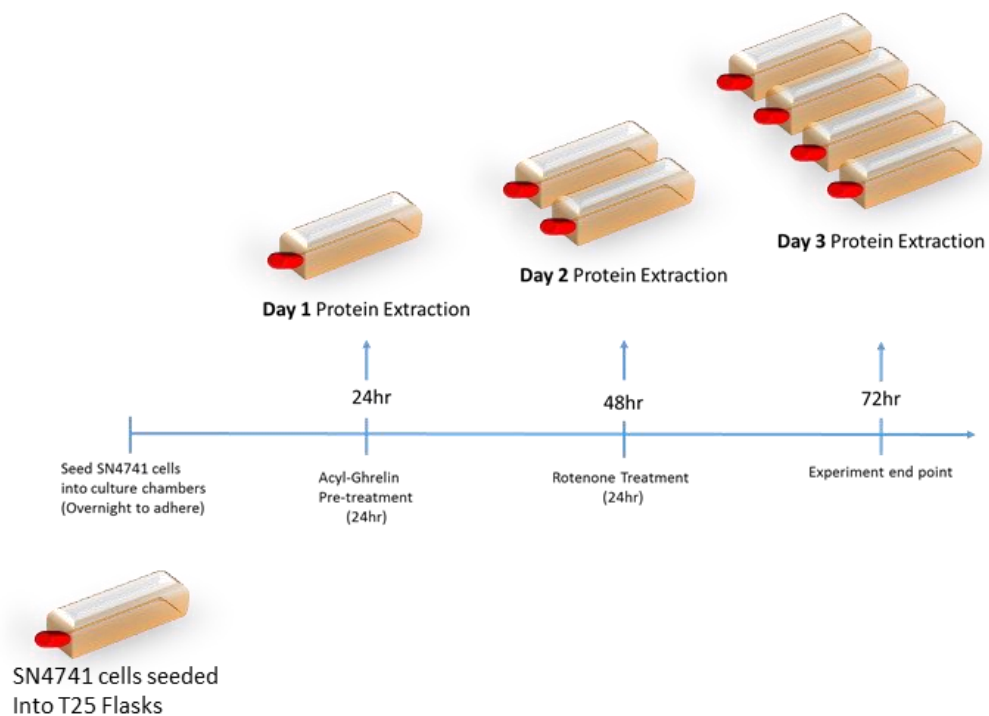 Day 3 Protein Extraction
Day 2 Protein Extraction
Day 1 Protein Extraction
24hr
48hr
72hr
Seed SN4741 cells
into culture chambers
(Overnight to adhere)
Acyl-Ghrelin
Pre-treatment
(24hr)
Rotenone Treatment
(24hr)
Experiment end point
SN4741 cells seeded
Into T25 Flasks